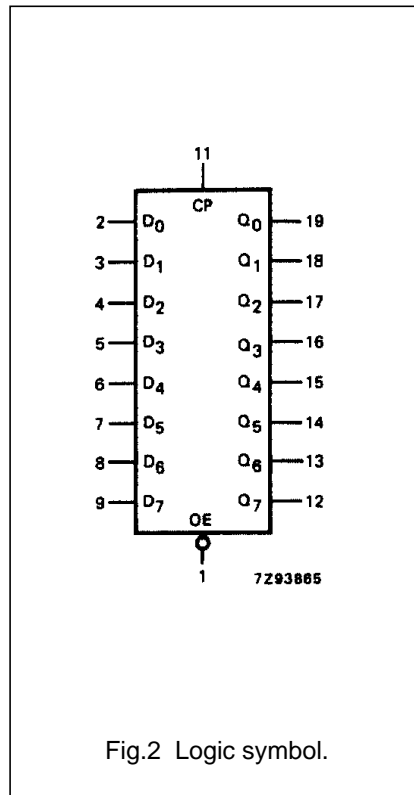 11
CP
2 D0 Q0 19
3 D1 Q1 18
4 D2 Q2 17
5 D3 Q3 16
6 D4 Q4 15
7 D5 Q5 14
8 D6 Q6 13
9 D7 Q7 12
OE
1
7Z93865
Fig.2 Logic symbol.